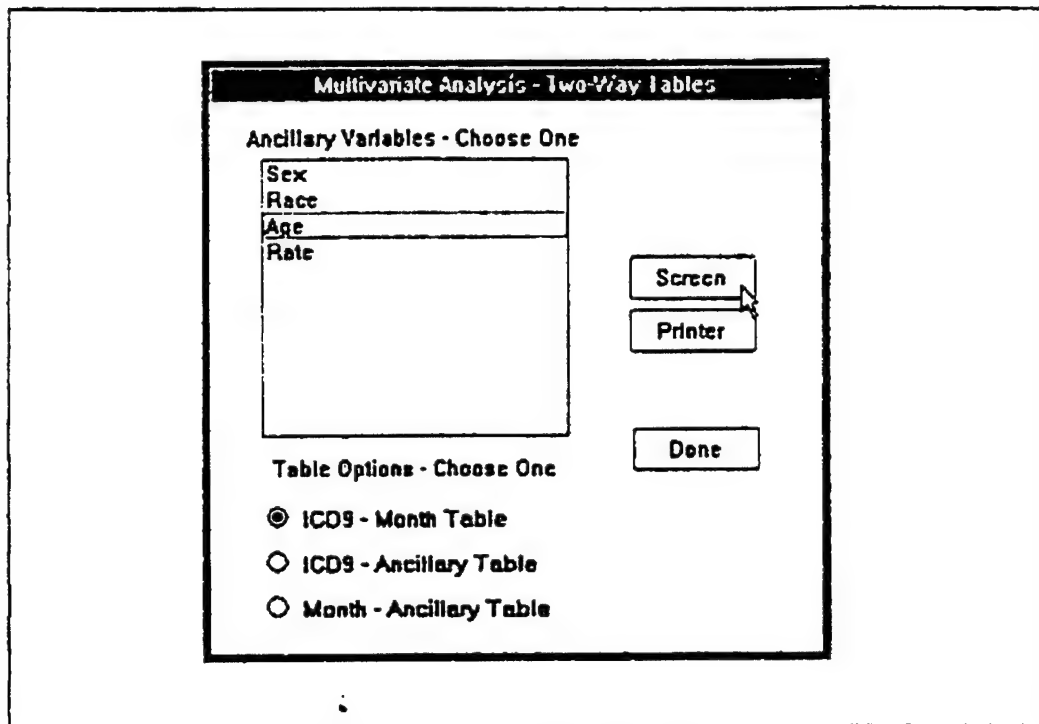 Multivariate Analysis - Two-Way Tables
Ancillary Variables - Choose One
Sex
Race
Age
Rate
Screen
Printer
Done
Table Options - Choose One
ICD9 - Month Table
ICD9 - Ancillary Table
Month - Ancillary Table